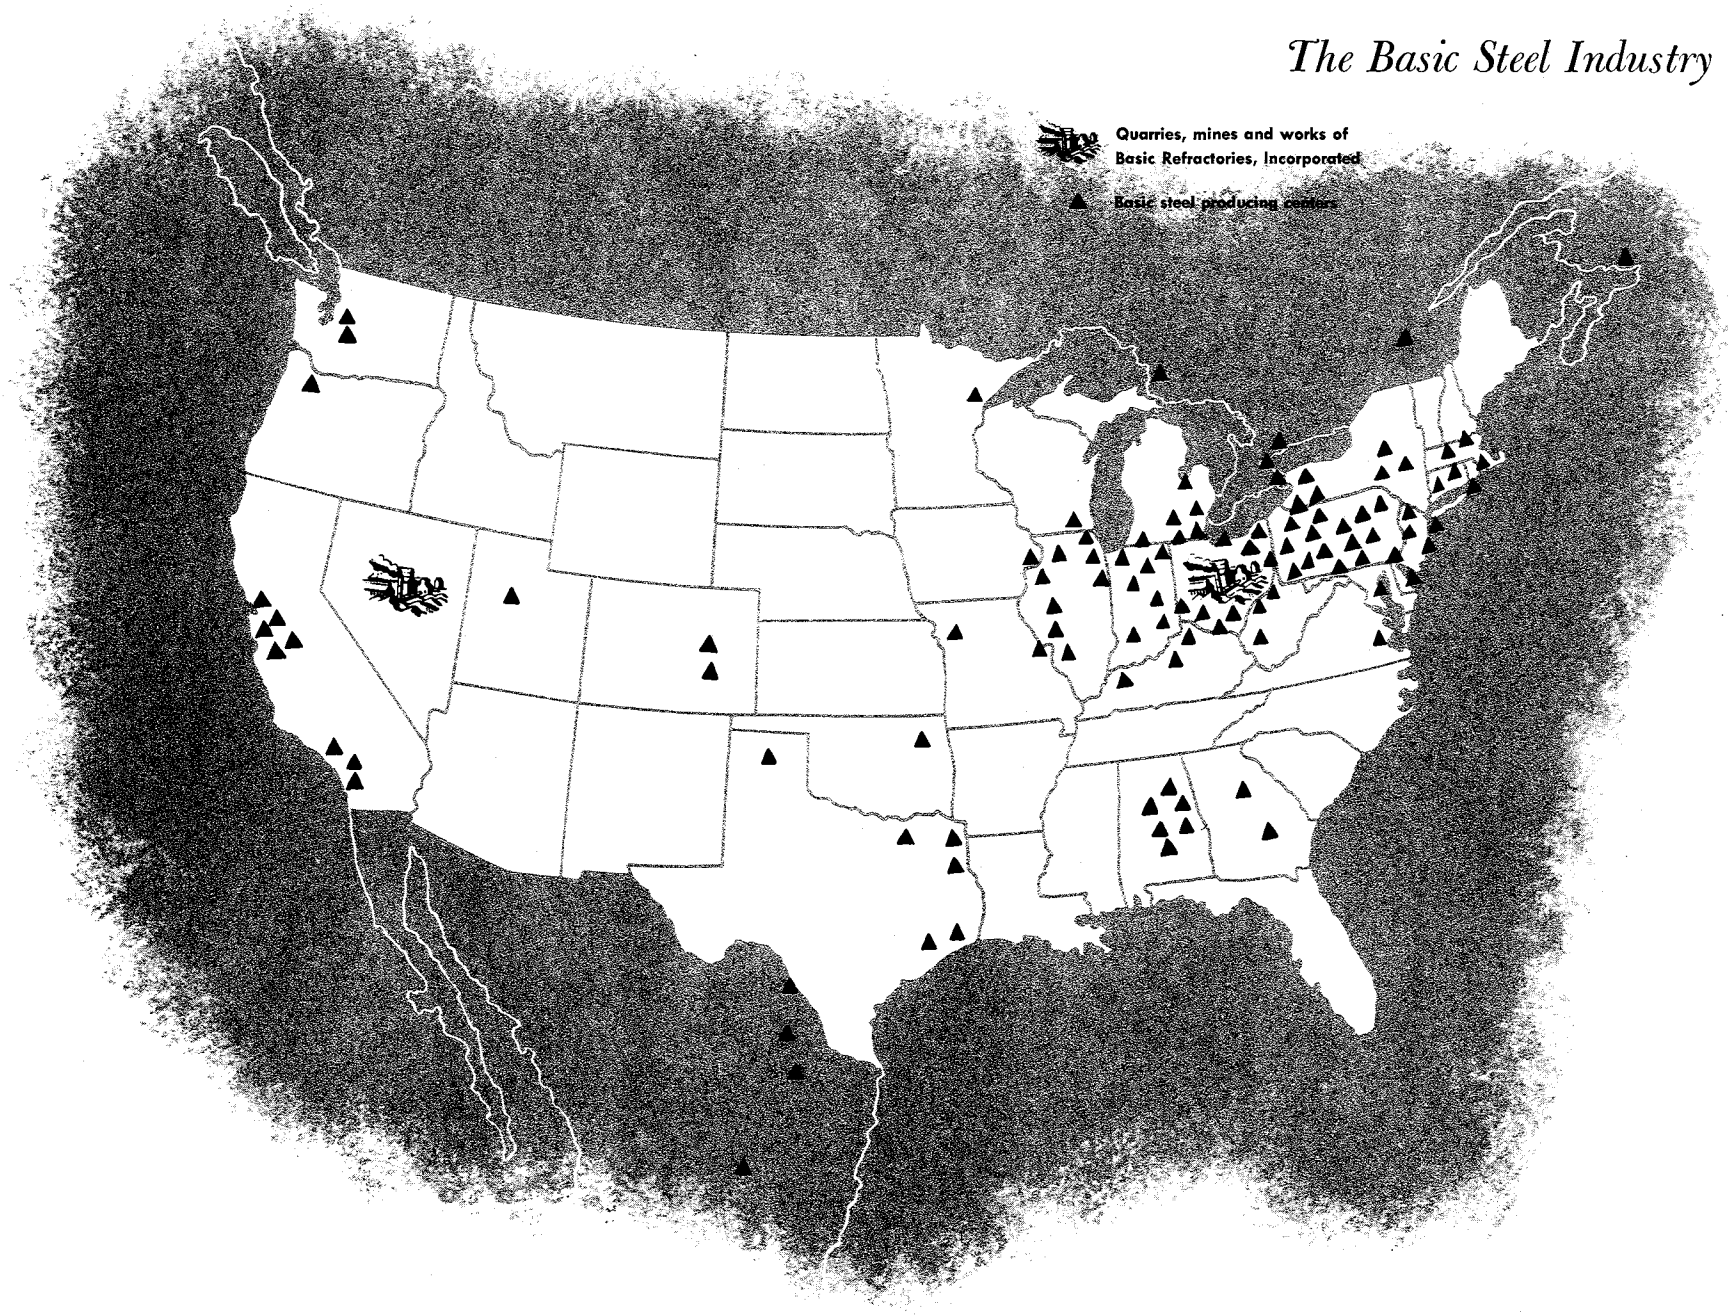 The Basic Steel Industry
Quarries, mines and works of
Basic Refractories, Incorporated
Basic steel producing centers